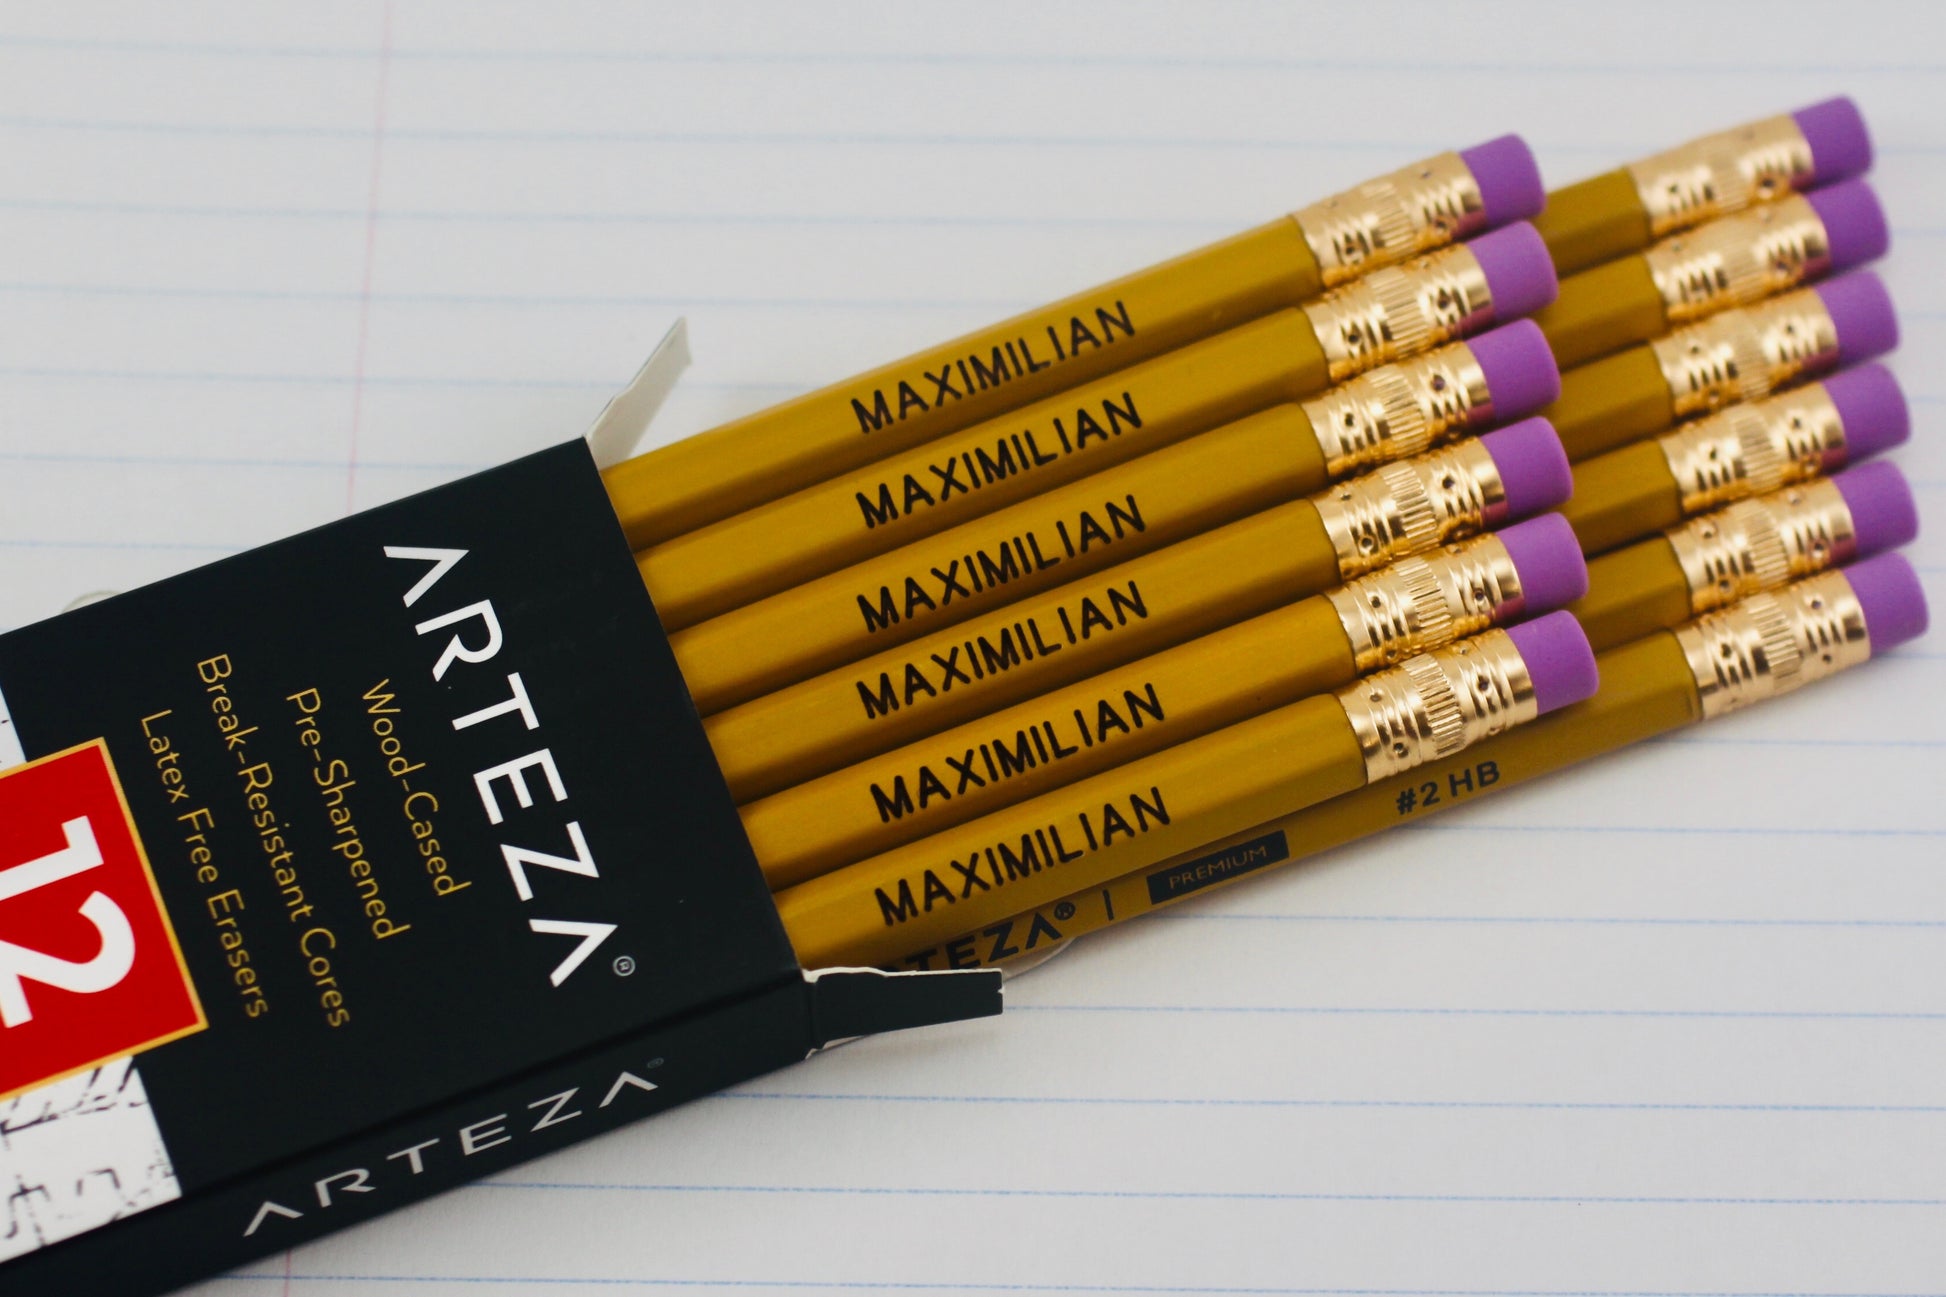 MAXIMILIAN
MAXIMILIAN
MAXIMILIAN
MAXIMILIAN
MAXIMILIAN
MAXIMILIAN
TEZA® | PREMIUM #2 HB
ARTEZA®
Wood-Cased
Pre-Sharpened
Break-Resistant Cores
Latex Free Erasers
12
ARTEZA®